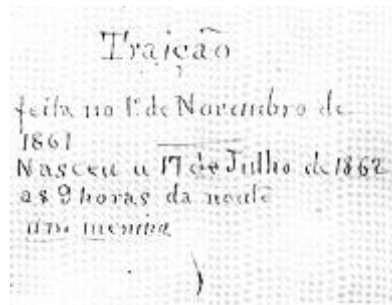 Traição
feita no 1º de Novembro de
1861
Nasceu a 17 de Julho de 1862
as 9 horas da noute
uma menina